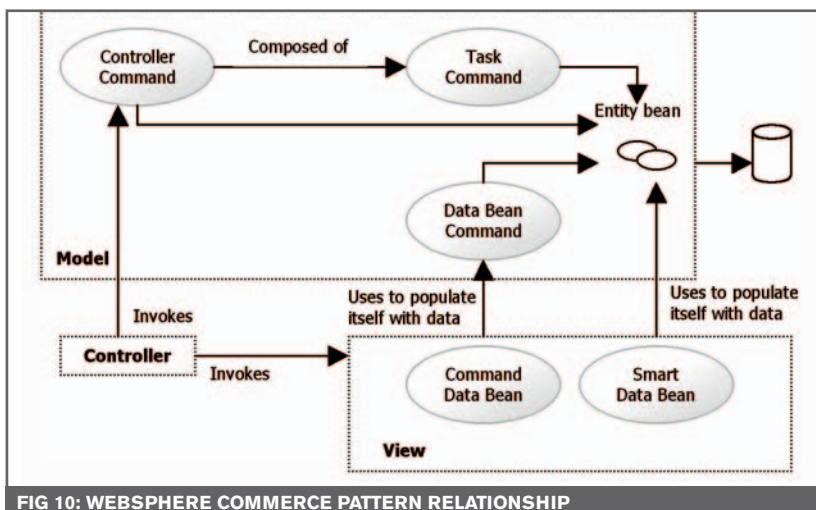 Controller
Command
Composed of
Task
Command
Entity bean
Data Bean
Command
Model
Uses to populate
itself with data
Uses to populate
itself with data
Invokes
Controller
Invokes
Command
Data Bean
Smart
Data Bean
View
FIG 10: WEBSPHERE COMMERCE PATTERN RELATIONSHIP